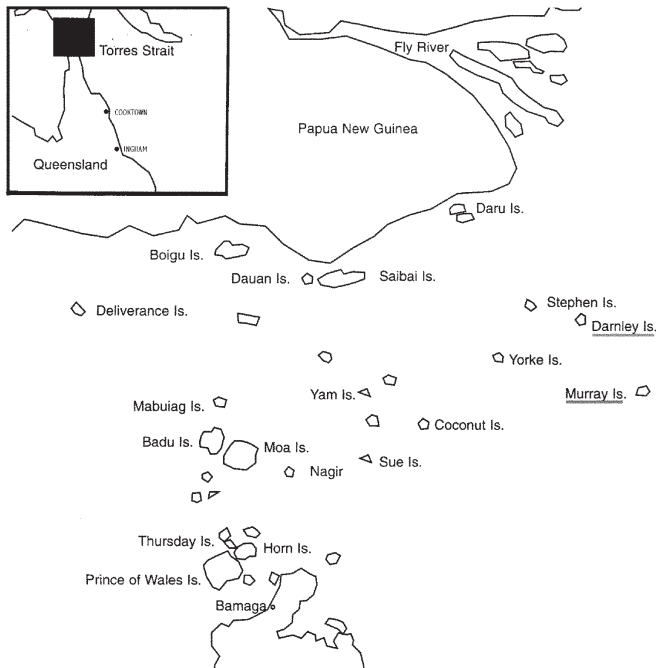 Torres Strait
COOKTOWN
INGHAM
Queensland
Fly River
Papua New Guinea
Daru Is.
Boigu Is.
Dauan Is.
Saibai Is.
Deliverance Is.
Stephen Is.
Darnley Is.
Yorke Is.
Murray Is.
Yam Is.
Mabuiag Is.
Coconut Is.
Badu Is.
Moa Is.
Sue Is.
Nagir
Thursday Is.
Horn Is.
Prince of Wales Is.
Bamaga